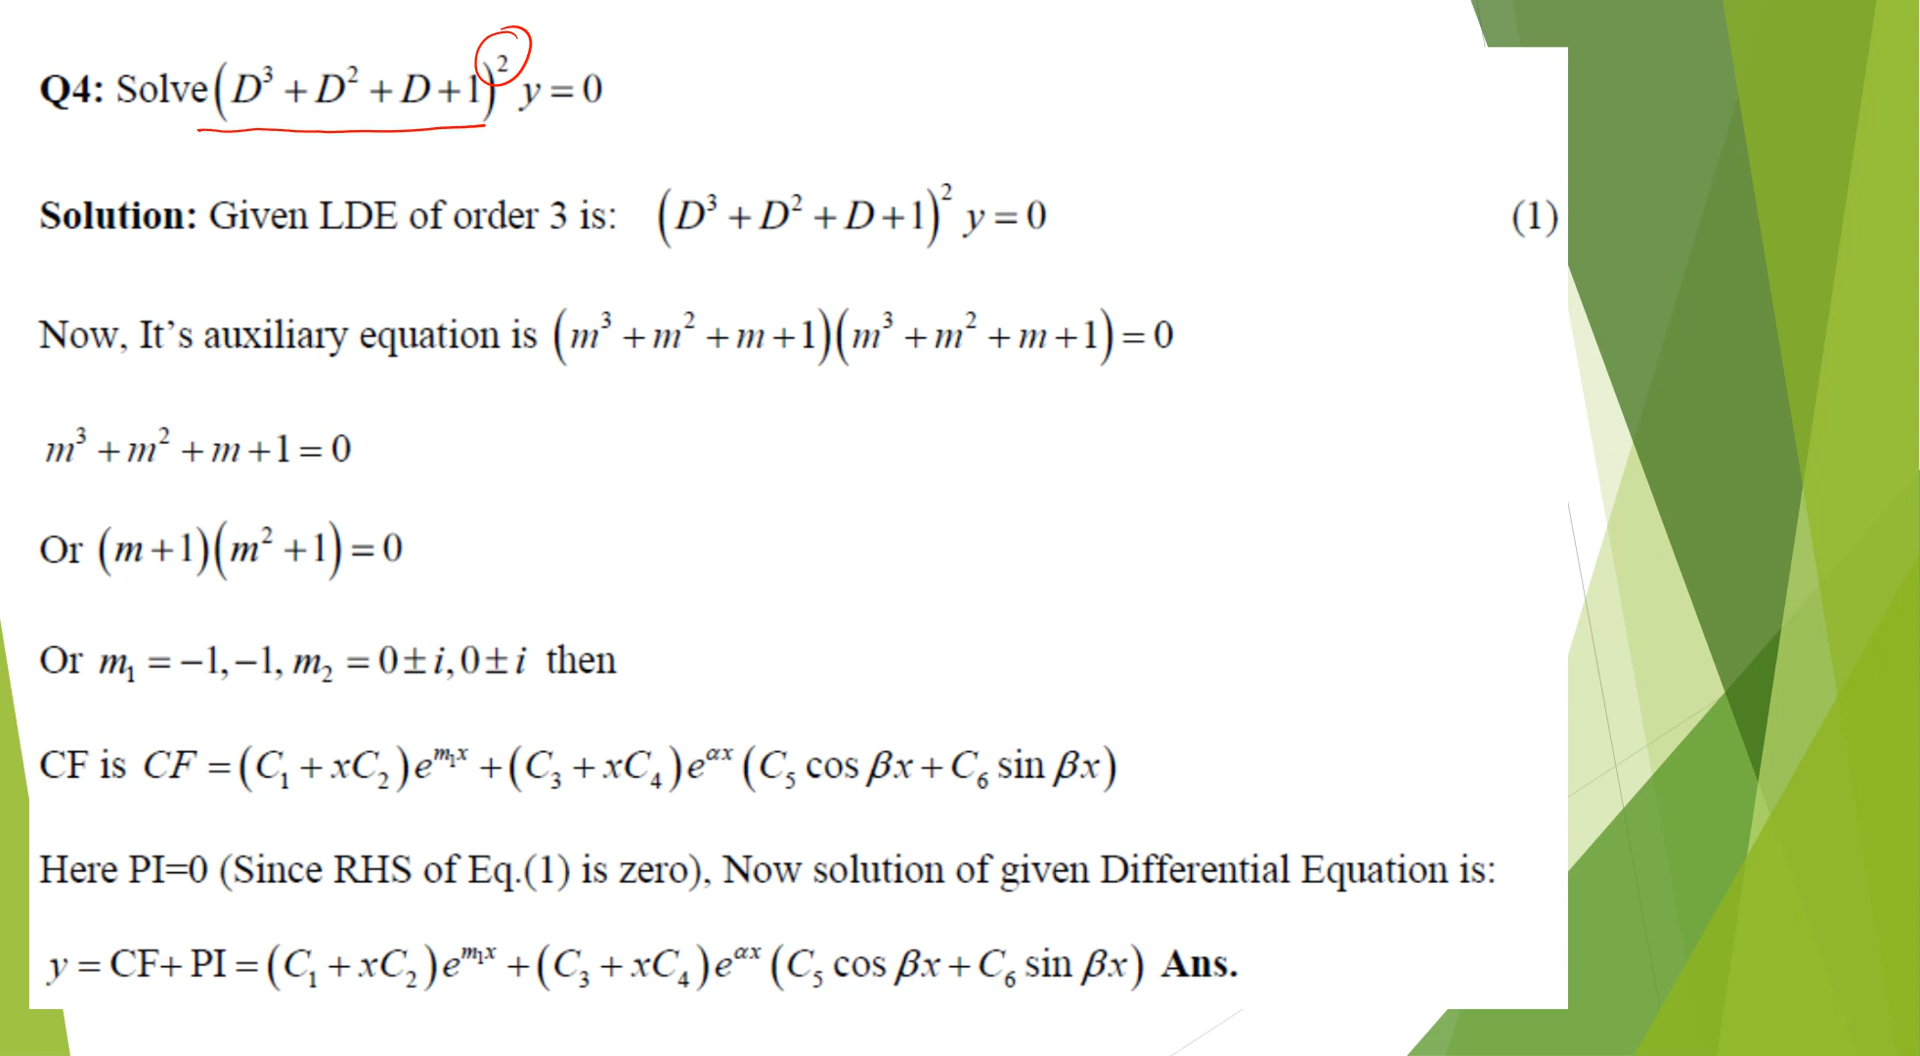 Q4: Solve (D³ + D² + D + 1)² y = 0
Solution: Given LDE of order 3 is: (D³ + D² + D + 1)² y = 0 (1)
Now, It's auxiliary equation is (m³ + m² + m + 1)(m³ + m² + m + 1) = 0
m³ + m² + m + 1 = 0
Or (m + 1)(m² + 1) = 0
Or m₁ = −1, −1, m₂ = 0 ± i, 0 ± i then
CF is CF = (C₁ + xC₂)e^{m₁x} + (C₃ + xC₄)e^{αx}(C₅ cos βx + C₆ sin βx)
Here PI=0 (Since RHS of Eq.(1) is zero), Now solution of given Differential Equation is:
y = CF+ PI = (C₁ + xC₂)e^{m₁x} + (C₃ + xC₄)e^{αx}(C₅ cos βx + C₆ sin βx) Ans.